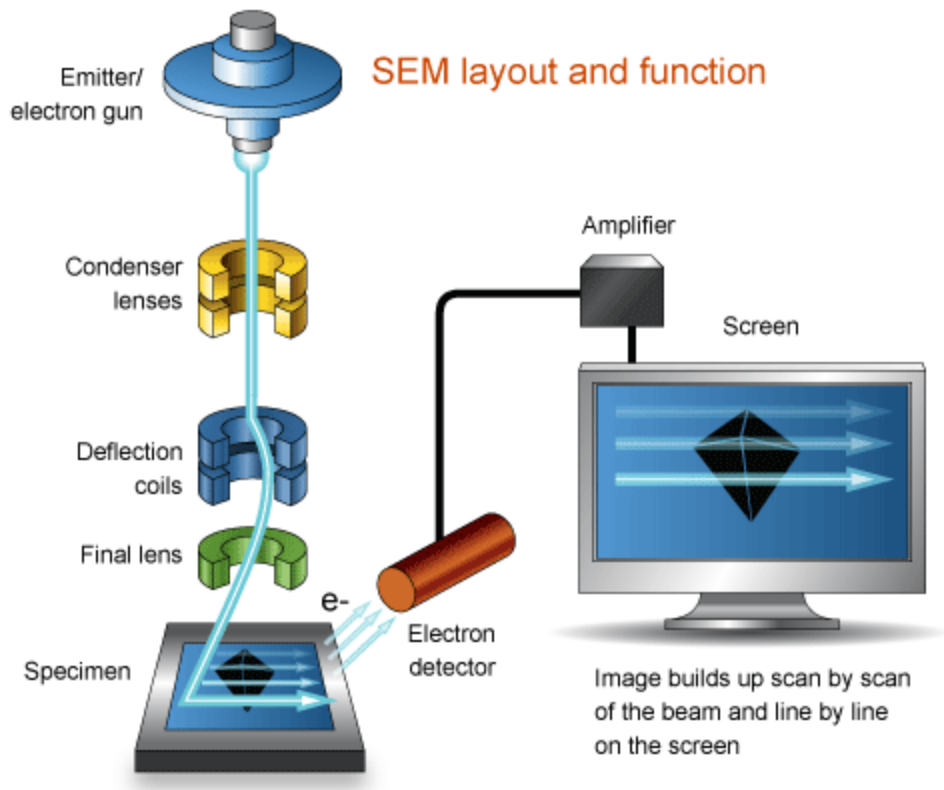 SEM layout and function
Emitter/
electron gun
Condenser
lenses
Deflection
coils
Final lens
Specimen
e-
Electron
detector
Amplifier
Screen
Image builds up scan by scan
of the beam and line by line
on the screen